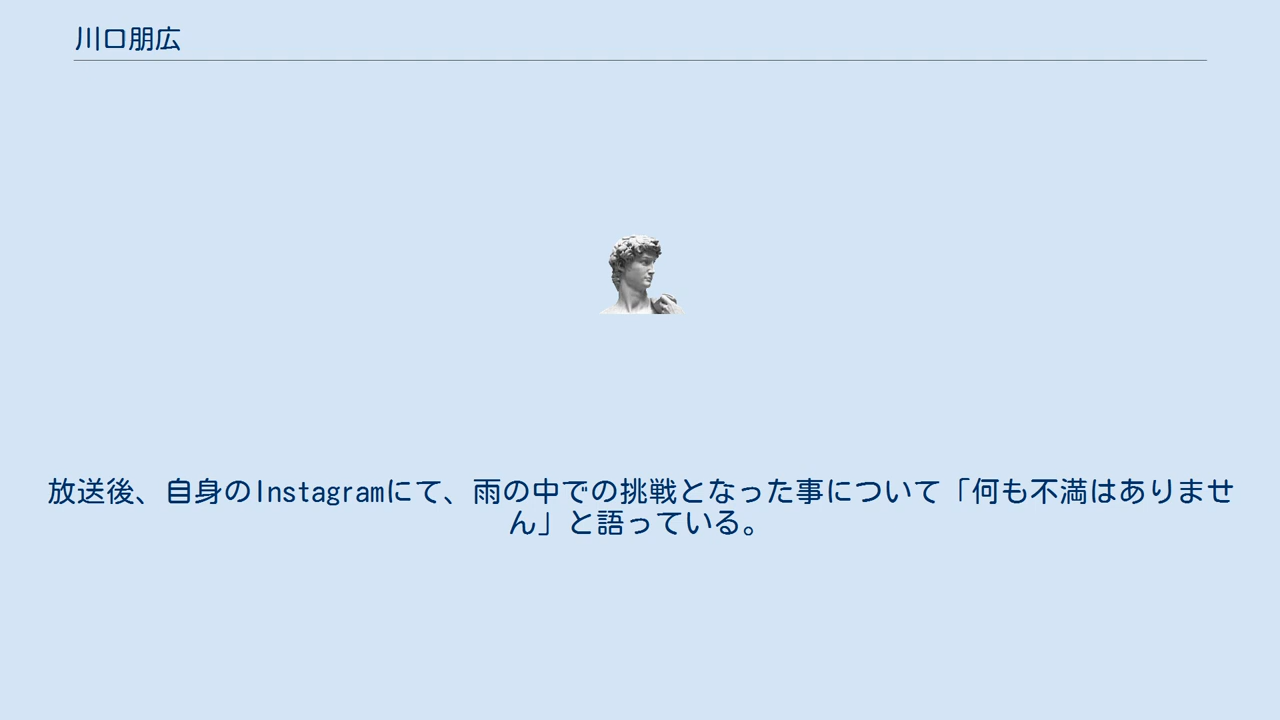 川口朋広
放送後、自身のInstagramにて、雨の中での挑戦となった事について「何も不満はありませ
ん」と語っている。